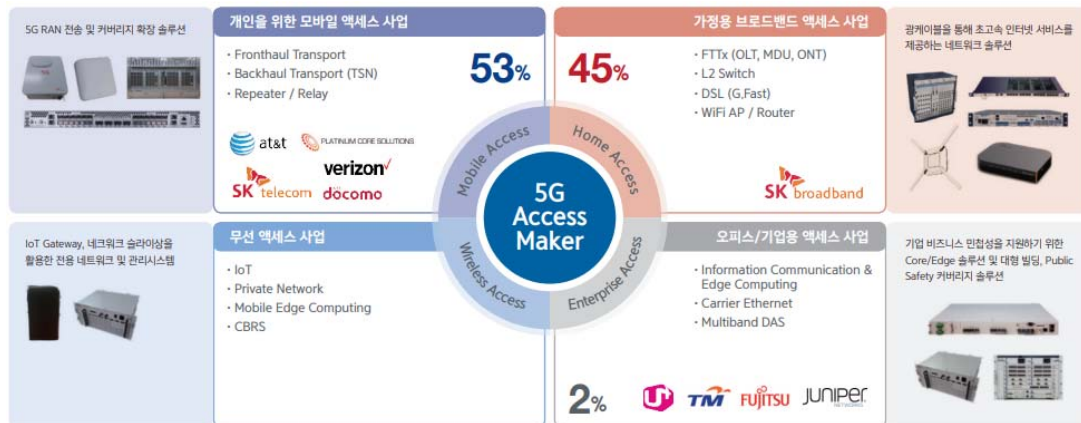 5G RAN 전송 및 커버리지 확장 솔루션
개인을 위한 모바일 액세스 사업
· Fronthaul Transport
· Backhaul Transport (TSN)
· Repeater / Relay
53%
at&t
PLATINUM CORE SOLUTIONS
verizon
SK telecom
döcomo
가정용 브로드밴드 액세스 사업
45%
· FTTx (OLT, MDU, ONT)
· L2 Switch
· DSL (G,Fast)
· WiFi AP / Router
SK broadband
광케이블을 통해 초고속 인터넷 서비스를
제공하는 네트워크 솔루션
Mobile Access
Home Access
5G
Access
Maker
Wireless Access
Enterprise Access
IoT Gateway, 네크워크 슬라이상을
활용한 전용 네트워크 및 관리시스템
무선 액세스 사업
· IoT
· Private Network
· Mobile Edge Computing
· CBRS
오피스/기업용 액세스 사업
· Information Communication &
Edge Computing
· Carrier Ethernet
· Multiband DAS
2%
U+
TM
FUJITSU
JUNIPER
NETWORKS
기업 비즈니스 민첩성을 지원하기 위한
Core/Edge 솔루션 및 대형 빌딩, Public
Safety 커버리지 솔루션